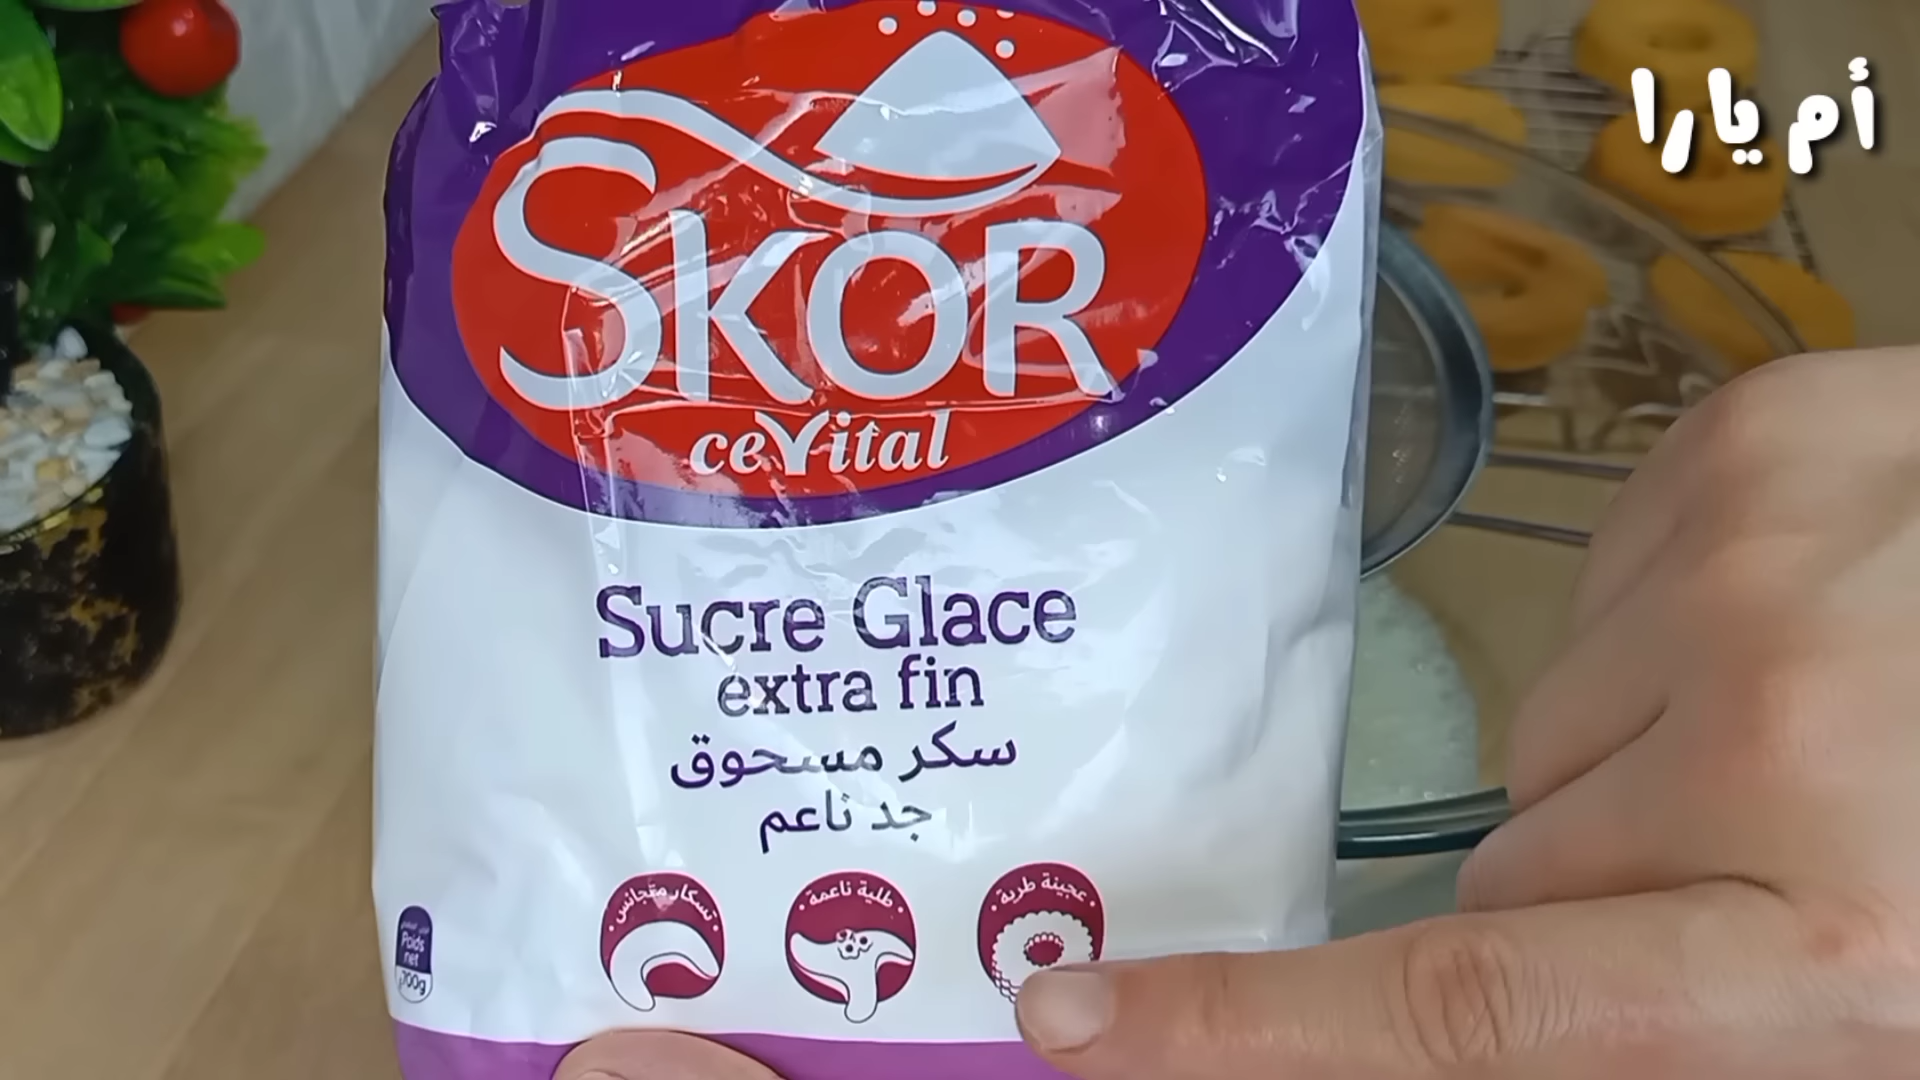 أم يارا
SKOR
cevital
Sucre Glace
extra fin
سكر مسحوق
جد ناعم
تسكار متجانس
طلية ناعمة
عجينة طرية
Poids
net
700g